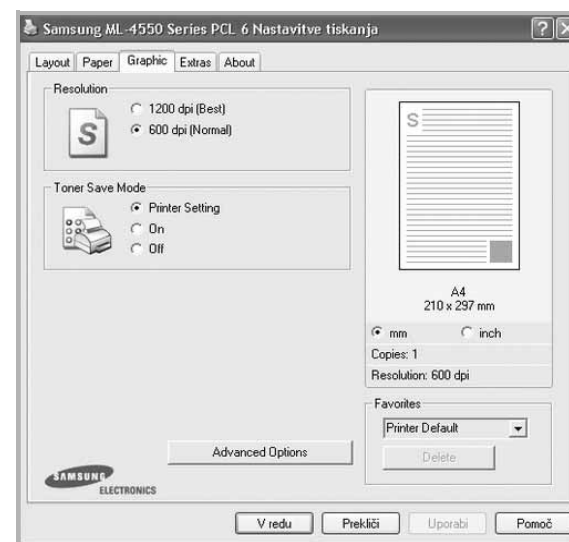 Samsung ML-4550 Series PCL 6 Nastavitve tiskanja
Layout Paper Graphic Extras About
Resolution
1200 dpi (Best)
600 dpi (Normal)
S
Toner Save Mode
Printer Setting
On
Off
S
A4
210 x 297 mm
mm inch
Copies: 1
Resolution: 600 dpi
Favorites
Printer Default
Delete
Advanced Options
SAMSUNG
ELECTRONICS
V redu Prekliči Uporabi Pomoč